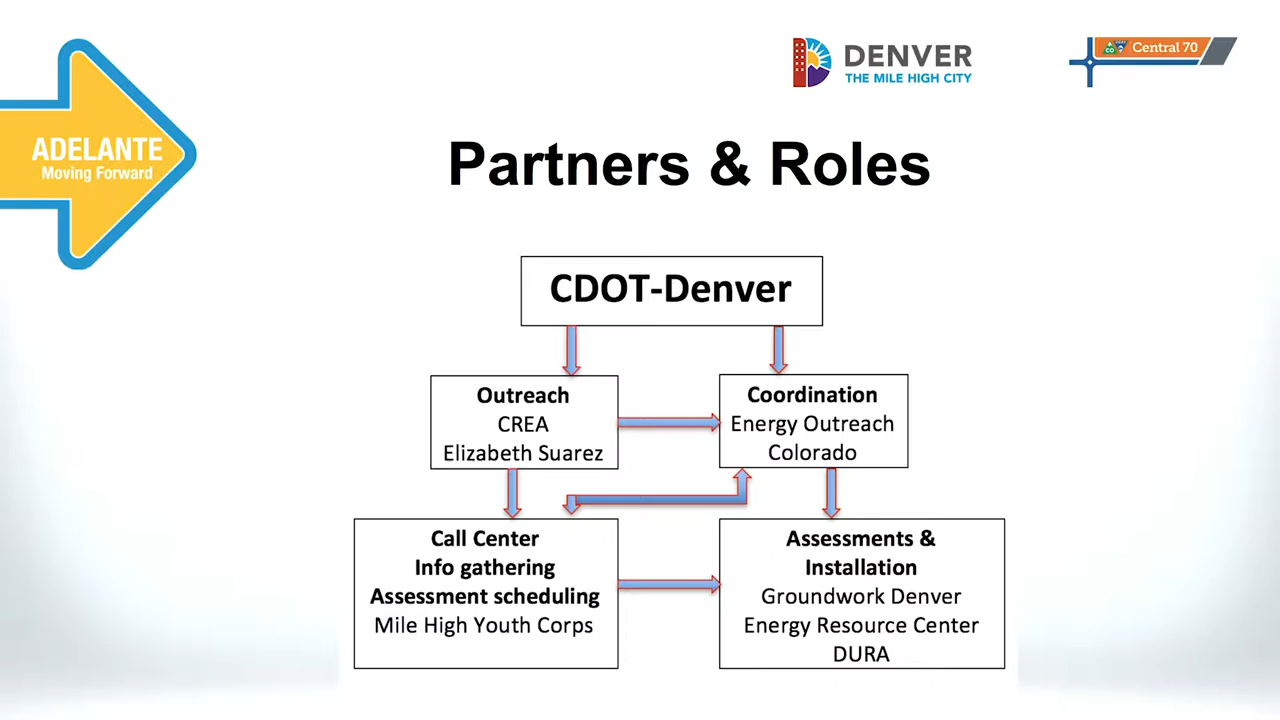 DENVER
THE MILE HIGH CITY
CO
Central 70
ADELANTE
Moving Forward
Partners & Roles
CDOT-Denver
Outreach
CREA
Elizabeth Suarez
Coordination
Energy Outreach
Colorado
Call Center
Info gathering
Assessment scheduling
Mile High Youth Corps
Assessments &
Installation
Groundwork Denver
Energy Resource Center
DURA